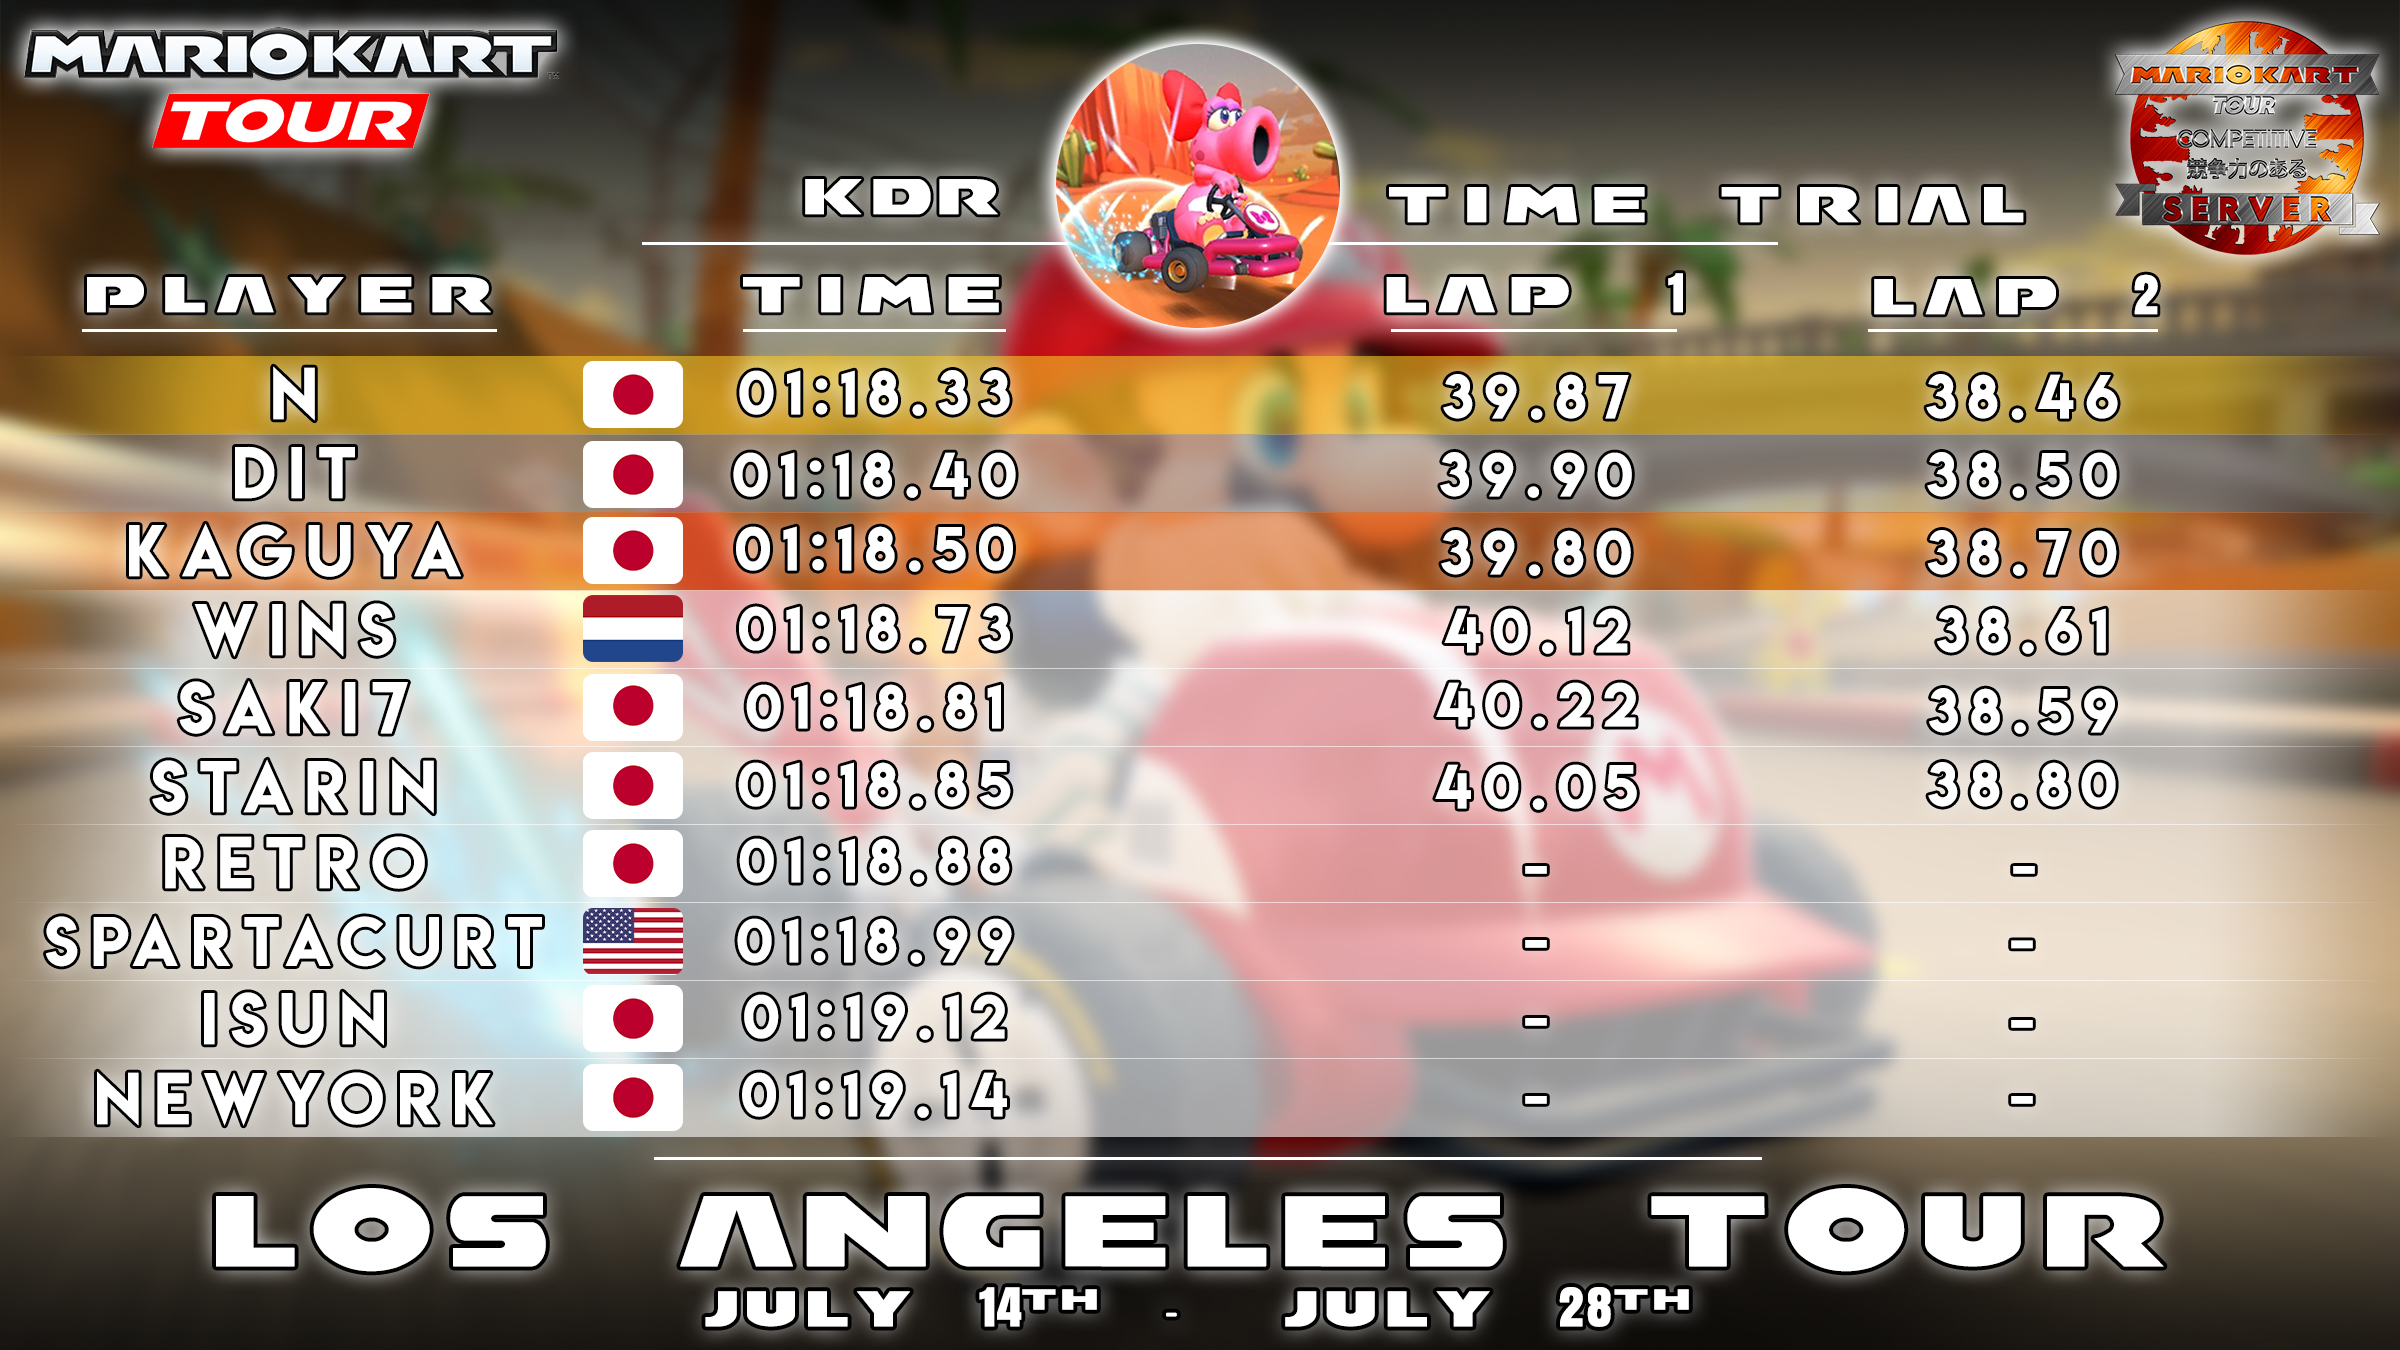 MARIOKART
TOUR
MARIOKART
TOUR
COMPETITIVE
競争力のある
SERVER
KDR TIME TRIAL
PLAYER TIME LAP 1 LAP 2
N 01:18.33 39.87 38.46
DIT 01:18.40 39.90 38.50
KAGUYA 01:18.50 39.80 38.70
WINS 01:18.73 40.12 38.61
SAKI7 01:18.81 40.22 38.59
STARIN 01:18.85 40.05 38.80
RETRO 01:18.88 - -
SPARTACURT 01:18.99 - -
ISUN 01:19.12 - -
NEWYORK 01:19.14 - -
LOS ANGELES TOUR
JULY 14TH - JULY 28TH